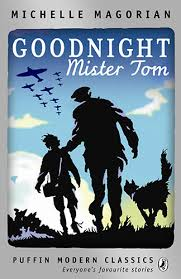 MICHELLE MAGORIAN
GOODNIGHT
Mister Tom
PUFFIN MODERN CLASSICS
Everyone's favourite stories